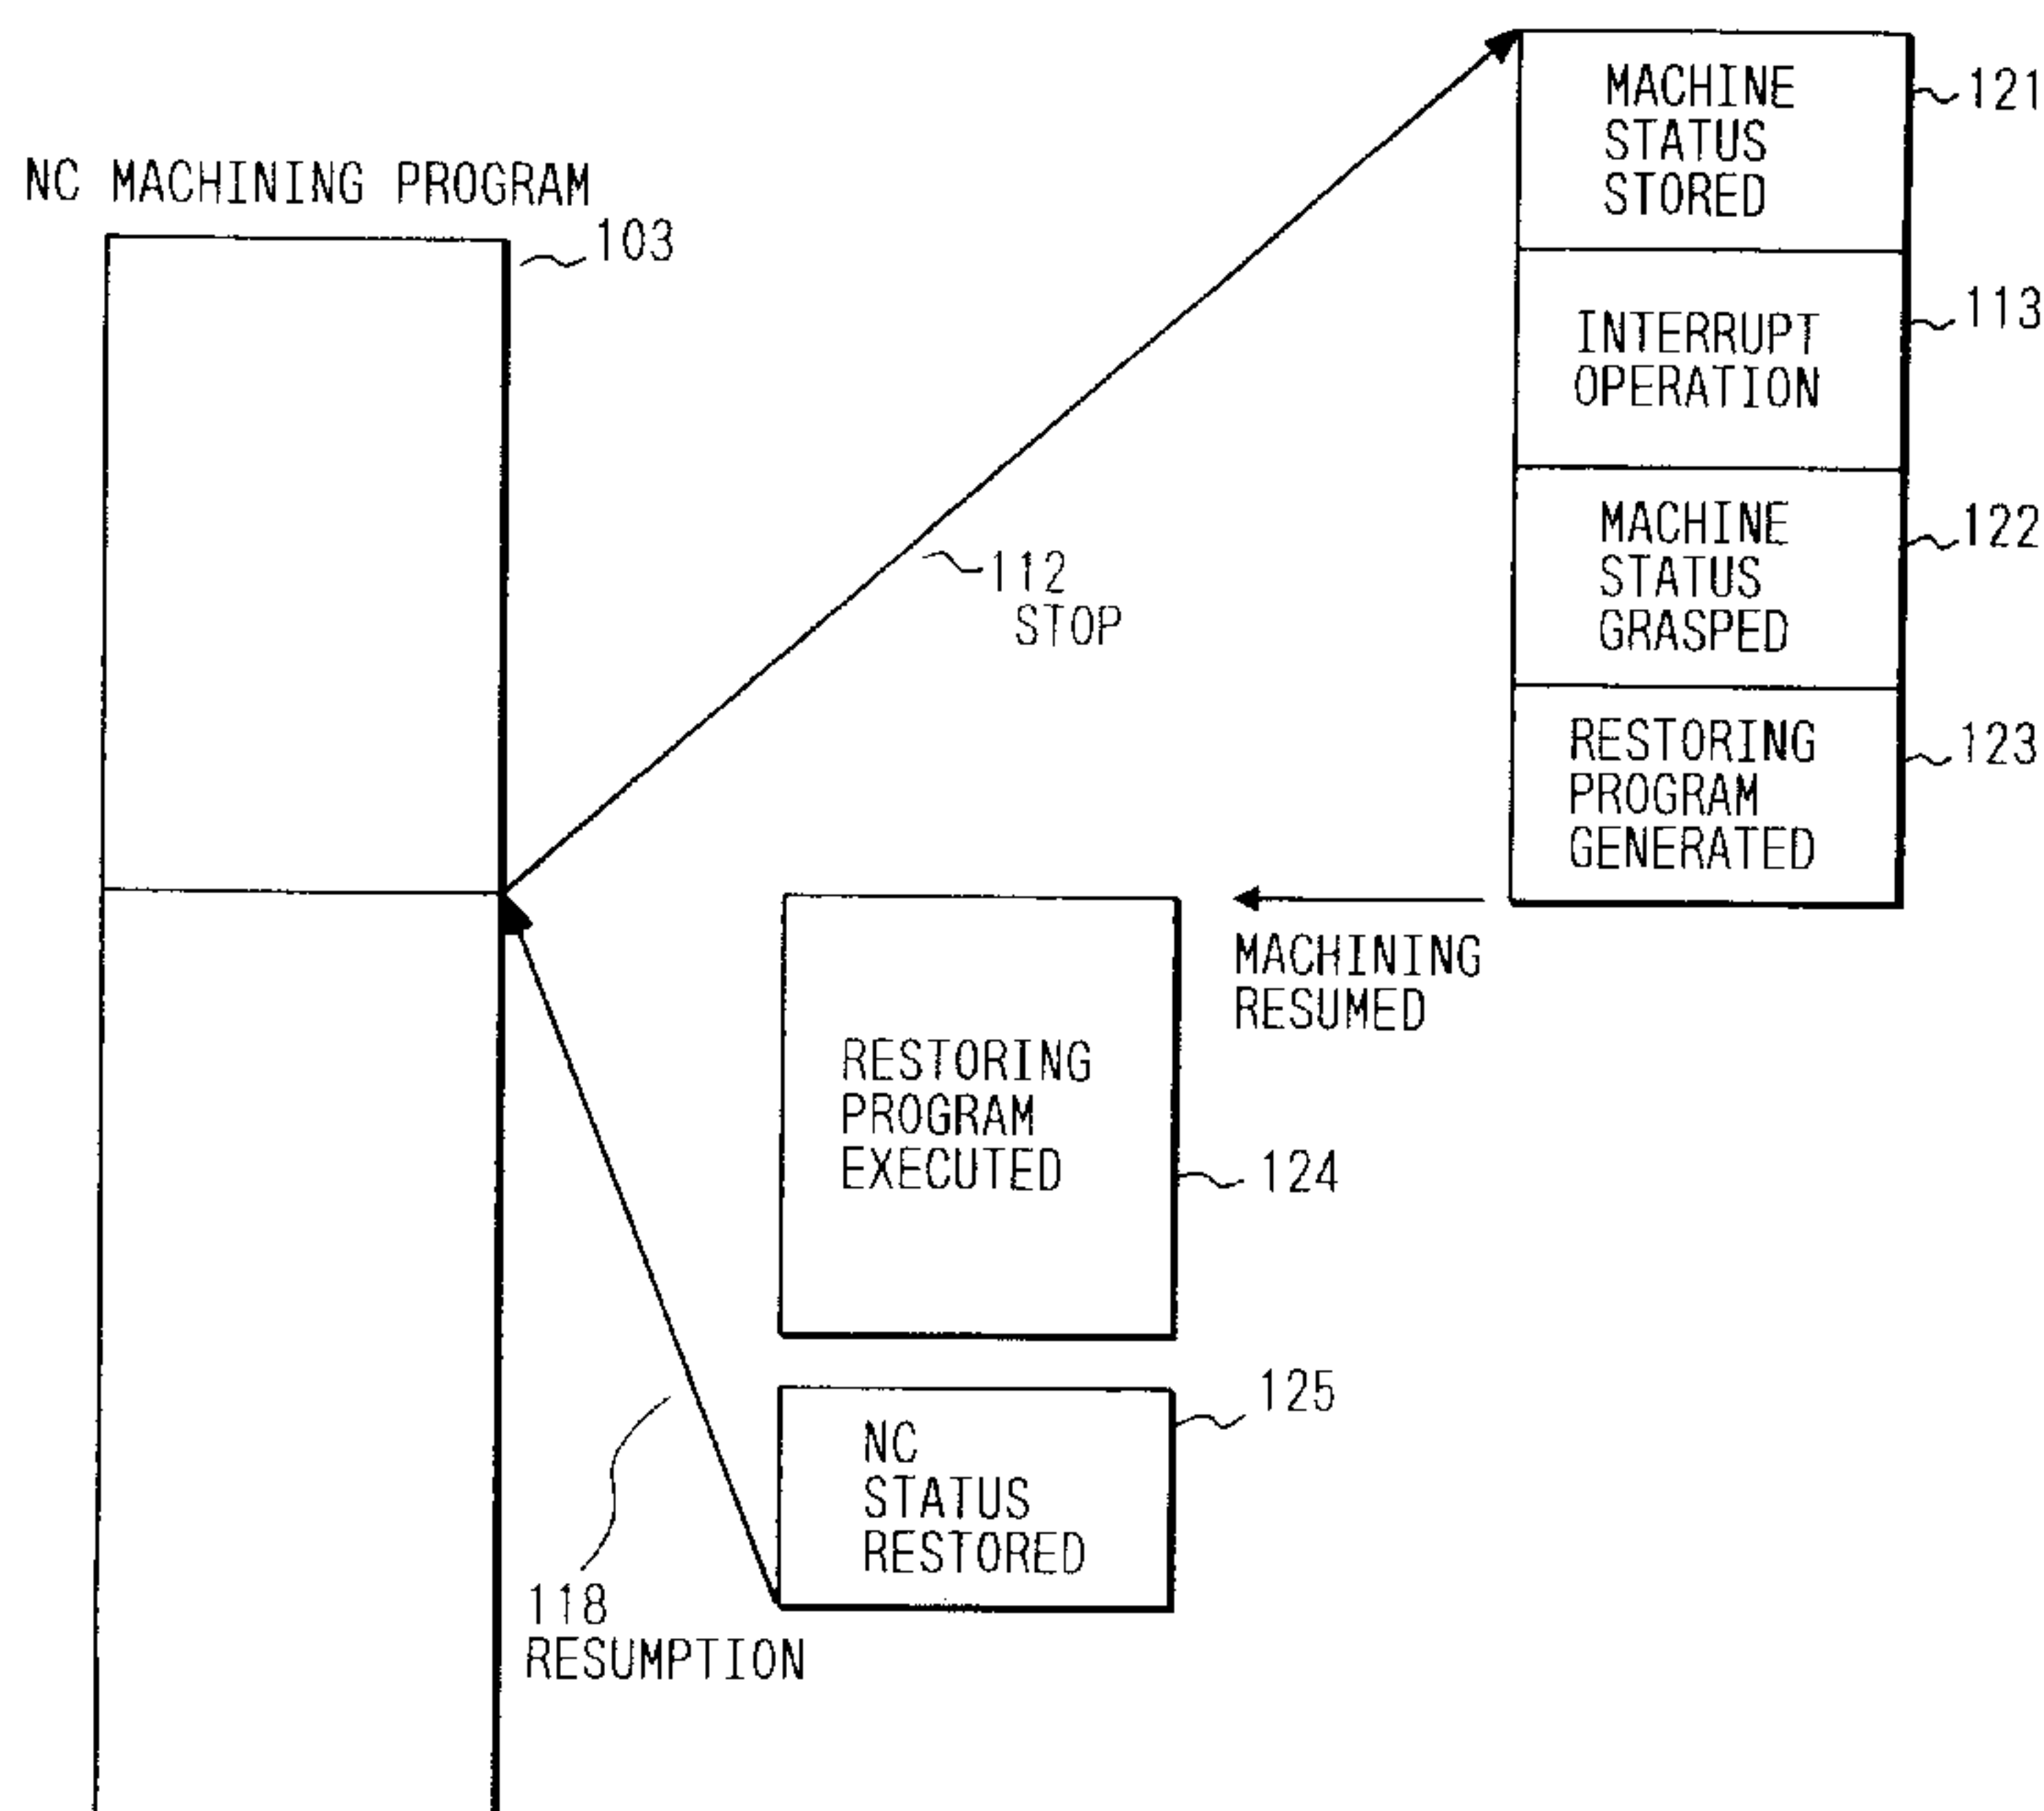 NC MACHINING PROGRAM
103
MACHINE
STATUS
STORED
121
INTERRUPT
OPERATION
113
112
STOP
MACHINE
STATUS
GRASPED
122
RESTORING
PROGRAM
GENERATED
123
MACHINING
RESUMED
RESTORING
PROGRAM
EXECUTED
124
NC
STATUS
RESTORED
125
118
RESUMPTION